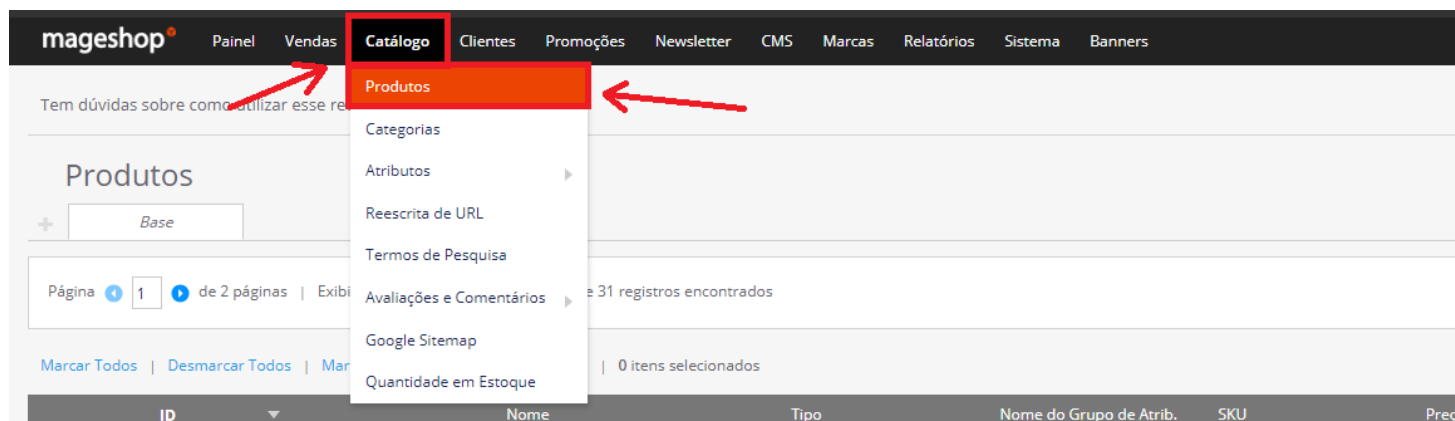 mageshop Painel Vendas Catálogo Clientes Promoções Newsletter CMS Marcas Relatórios Sistema Banners
Produtos
Tem dúvidas sobre como utilizar esse re
Categorias
Produtos
Atributos
Base
Reescrita de URL
Termos de Pesquisa
Página 1 de 2 páginas | Exibi
Avaliações e Comentários
e 31 registros encontrados
Google Sitemap
Marcar Todos | Desmarcar Todos | Mar | 0 itens selecionados
Quantidade em Estoque
ID Nome Tipo Nome do Grupo de Atrib. SKU Preç